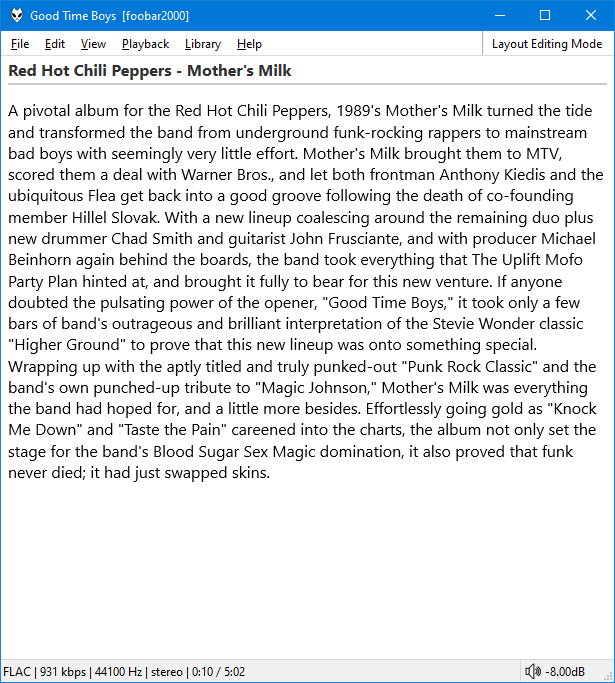 Good Time Boys  [foobar2000]
File Edit View Playback Library Help Layout Editing Mode
Red Hot Chili Peppers - Mother's Milk
A pivotal album for the Red Hot Chili Peppers, 1989's Mother's Milk turned the tide
and transformed the band from underground funk-rocking rappers to mainstream
bad boys with seemingly very little effort. Mother's Milk brought them to MTV,
scored them a deal with Warner Bros., and let both frontman Anthony Kiedis and the
ubiquitous Flea get back into a good groove following the death of co-founding
member Hillel Slovak. With a new lineup coalescing around the remaining duo plus
new drummer Chad Smith and guitarist John Frusciante, and with producer Michael
Beinhorn again behind the boards, the band took everything that The Uplift Mofo
Party Plan hinted at, and brought it fully to bear for this new venture. If anyone
doubted the pulsating power of the opener, "Good Time Boys," it took only a few
bars of band's outrageous and brilliant interpretation of the Stevie Wonder classic
"Higher Ground" to prove that this new lineup was onto something special.
Wrapping up with the aptly titled and truly punked-out "Punk Rock Classic" and the
band's own punched-up tribute to "Magic Johnson," Mother's Milk was everything
the band had hoped for, and a little more besides. Effortlessly going gold as "Knock
Me Down" and "Taste the Pain" careened into the charts, the album not only set the
stage for the band's Blood Sugar Sex Magic domination, it also proved that funk
never died; it had just swapped skins.
FLAC | 931 kbps | 44100 Hz | stereo | 0:10 / 5:02 -8.00dB